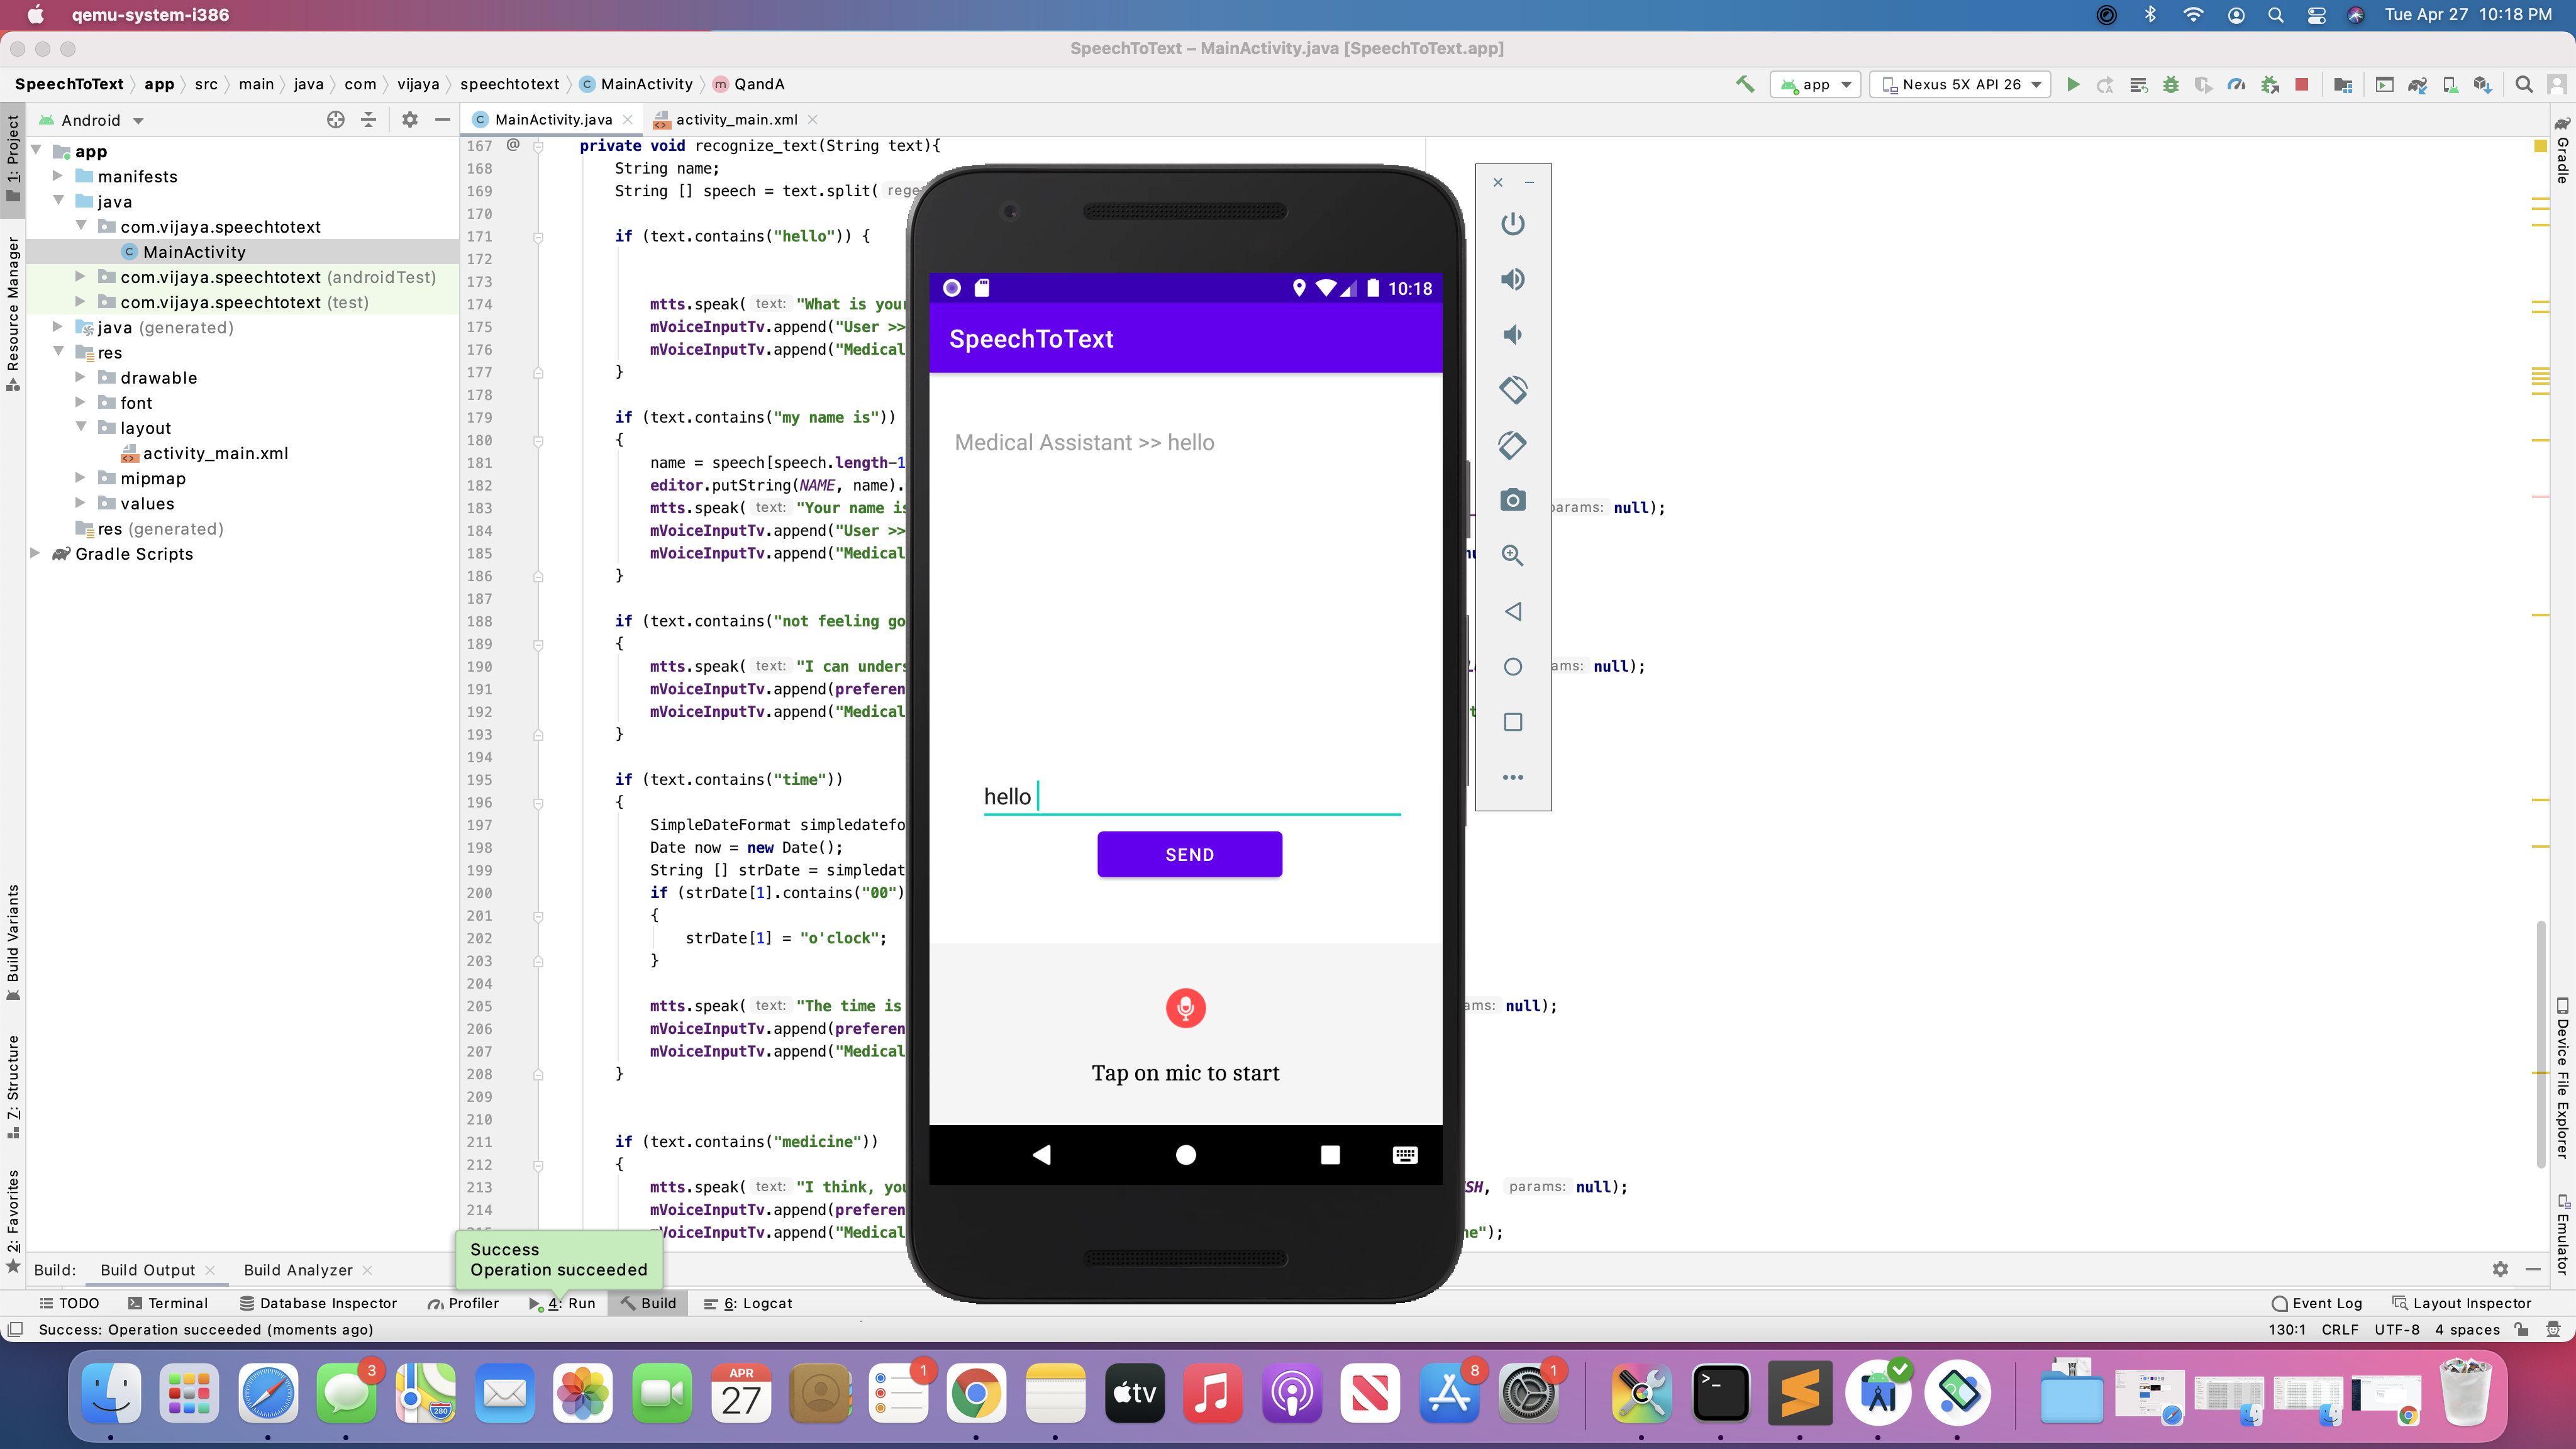 qemu-system-i386
Tue Apr 27 10:18 PM
SpeechToText – MainActivity.java [SpeechToText.app]
SpeechToText app src main java com vijaya speechtotext C MainActivity m QandA
app
Nexus 5X API 26
Android
C MainActivity.java
activity_main.xml
1: Project
Resource Manager
Build Variants
7: Structure
2: Favorites
app
manifests
java
com.vijaya.speechtotext
C MainActivity
com.vijaya.speechtotext (androidTest)
com.vijaya.speechtotext (test)
java (generated)
res
drawable
font
layout
activity_main.xml
mipmap
values
res (generated)
Gradle Scripts
167 @ private void recognize_text(String text){
168 String name;
169 String [] speech = text.split( rege
170
171 if (text.contains("hello")) {
172
173
174 mtts.speak( text: "What is your
175 mVoiceInputTv.append("User >>
176 mVoiceInputTv.append("Medical
177 }
178
179 if (text.contains("my name is"))
180 {
181 name = speech[speech.length-1
182 editor.putString(NAME, name).
183 mtts.speak( text: "Your name is params: null);
184 mVoiceInputTv.append("User >>
185 mVoiceInputTv.append("Medical
186 }
187
188 if (text.contains("not feeling go
189 {
190 mtts.speak( text: "I can unders ams: null);
191 mVoiceInputTv.append(preferen
192 mVoiceInputTv.append("Medical
193 }
194
195 if (text.contains("time"))
196 {
197 SimpleDateFormat simpledatefo
198 Date now = new Date();
199 String [] strDate = simpledat
200 if (strDate[1].contains("00")
201 {
202 strDate[1] = "o'clock";
203 }
204
205 mtts.speak( text: "The time is ams: null);
206 mVoiceInputTv.append(preferen
207 mVoiceInputTv.append("Medical
208 }
209
210
211 if (text.contains("medicine"))
212 {
213 mtts.speak( text: "I think, you SH, params: null);
214 mVoiceInputTv.append(preferen
mVoiceInputTv.append("Medical ne");
10:18
SpeechToText
Medical Assistant >> hello
hello
SEND
Tap on mic to start
Gradle
Device File Explorer
Emulator
Success
Operation succeeded
Build: Build Output Build Analyzer
TODO Terminal Database Inspector Profiler 4: Run Build 6: Logcat Event Log Layout Inspector
Success: Operation succeeded (moments ago) 130:1 CRLF UTF-8 4 spaces
3
280
APR
27
1
tv
8
1